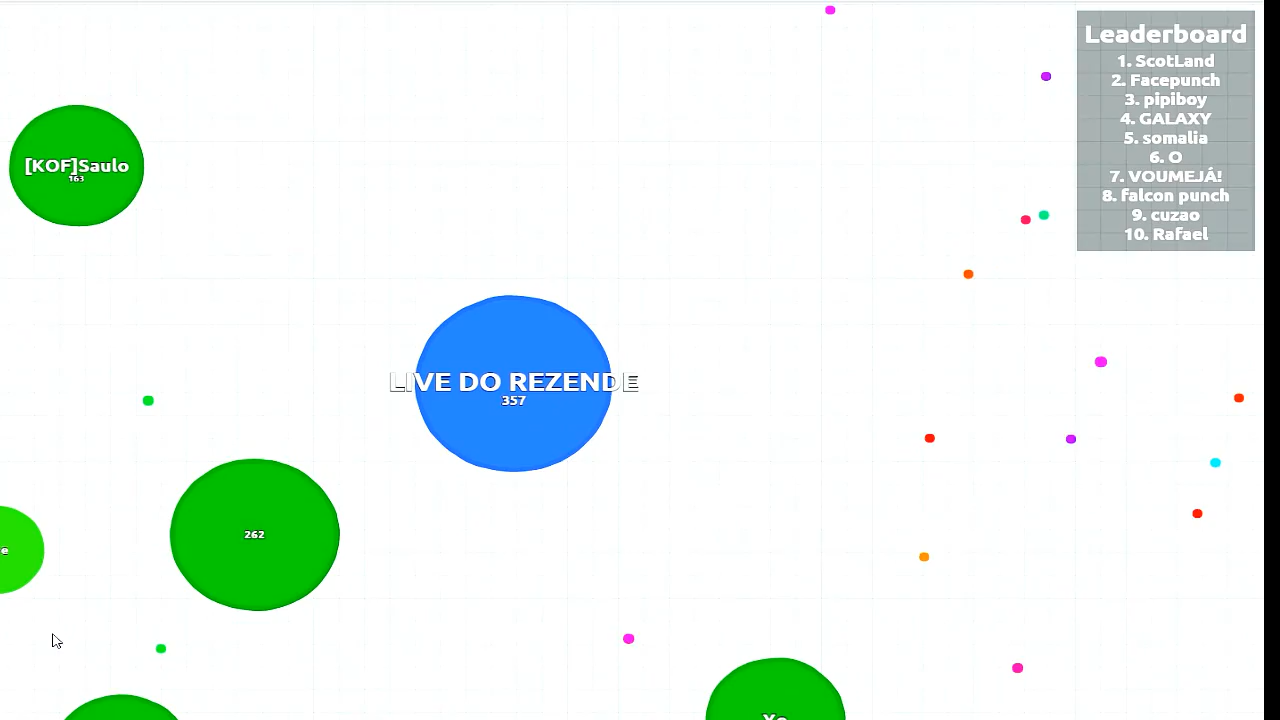 Leaderboard
1. ScotLand
2. Facepunch
3. pipiboy
4. GALAXY
5. somalia
6. O
7. VOUMEJÁ!
8. falcon punch
9. cuzao
10. Rafael
[KOF]Saulo
163
LIVE DO REZENDE
357
262
e